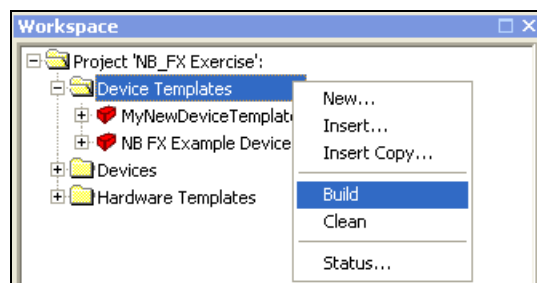 Workspace
Project 'NB_FX Exercise':
Device Templates
MyNewDeviceTemplat
NB FX Example Device
Devices
Hardware Templates
New...
Insert...
Insert Copy...
Build
Clean
Status...